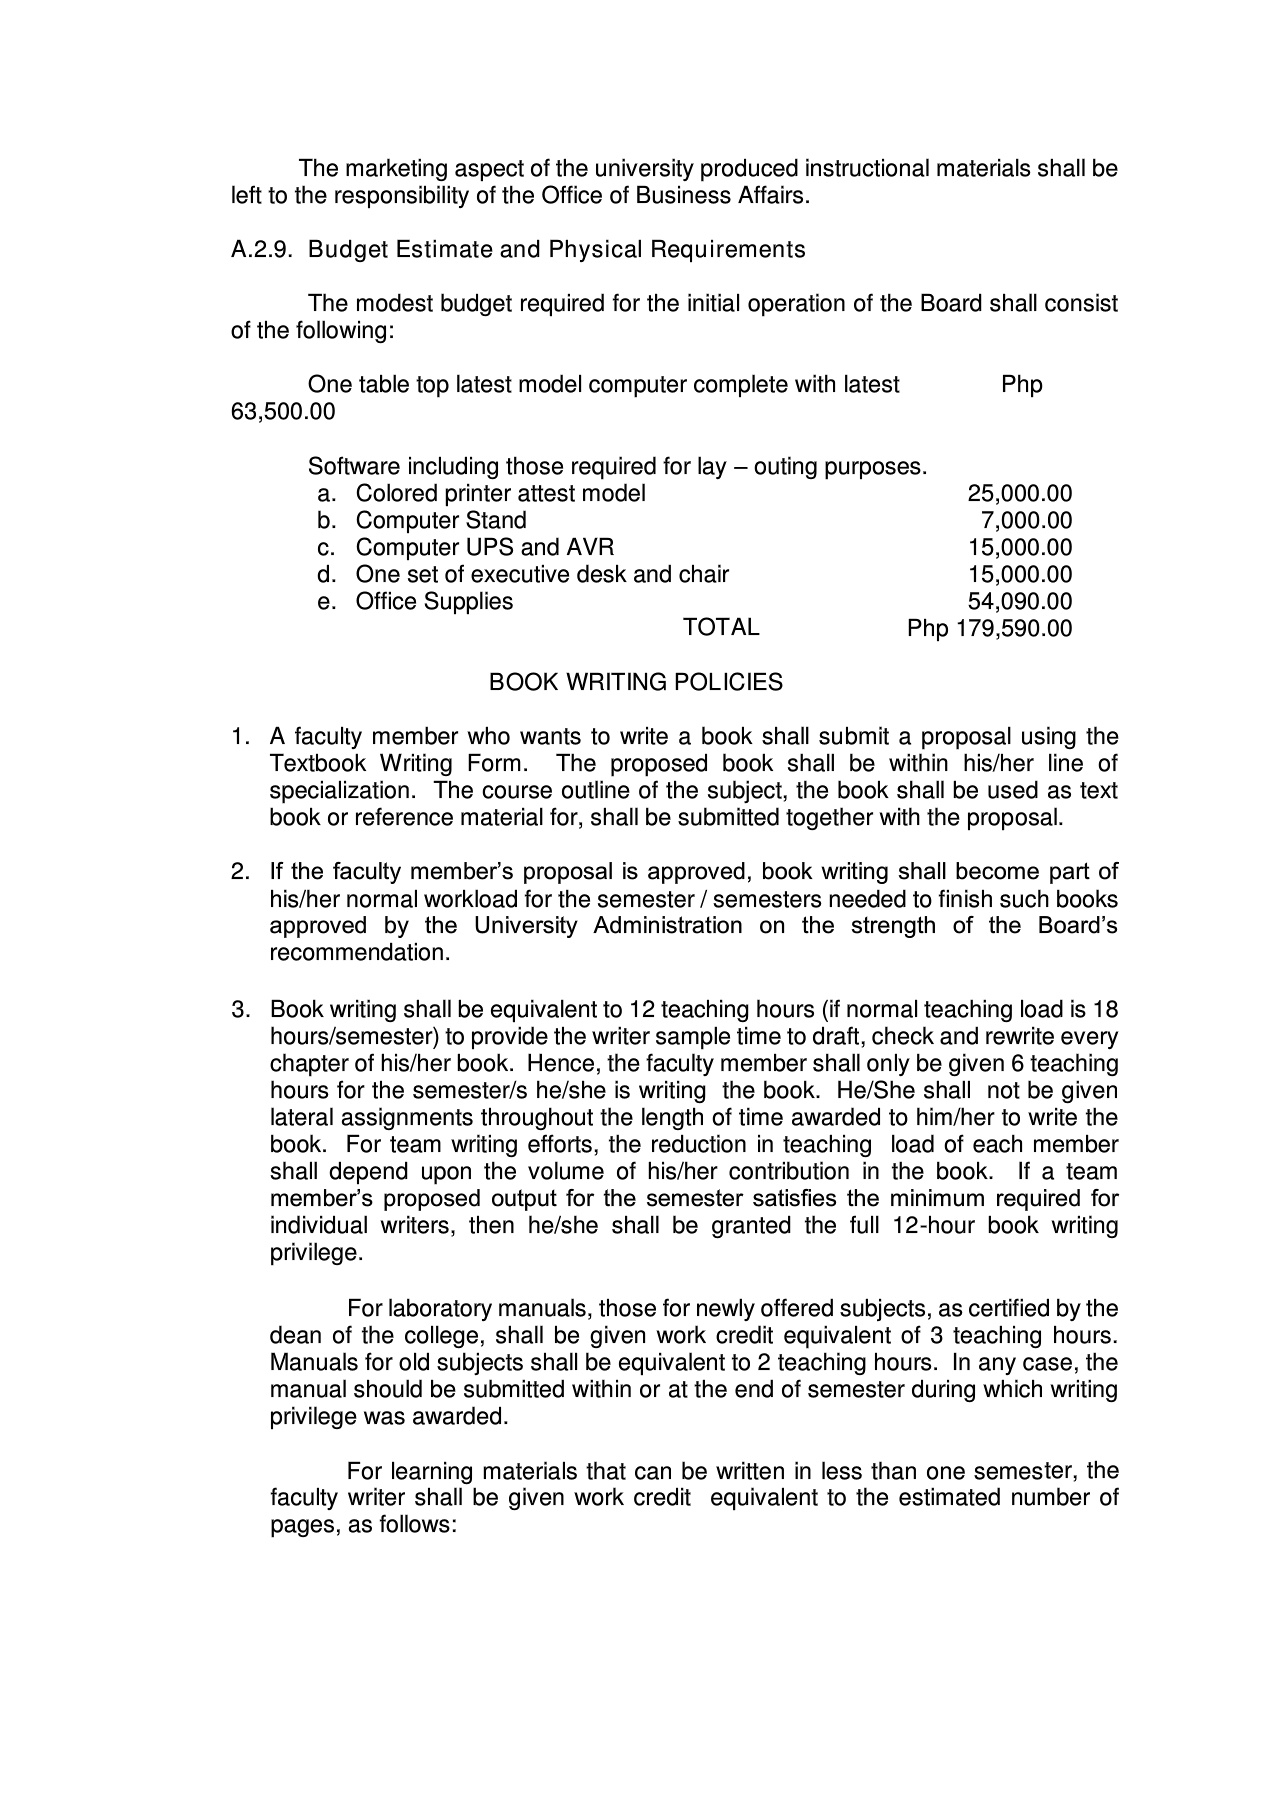 The marketing aspect of the university produced instructional materials shall be
left to the responsibility of the Office of Business Affairs.
A.2.9. Budget Estimate and Physical Requirements
The modest budget required for the initial operation of the Board shall consist
of the following:
One table top latest model computer complete with latest Php
63,500.00
Software including those required for lay – outing purposes.
a. Colored printer attest model 25,000.00
b. Computer Stand 7,000.00
c. Computer UPS and AVR 15,000.00
d. One set of executive desk and chair 15,000.00
e. Office Supplies 54,090.00
TOTAL Php 179,590.00
BOOK WRITING POLICIES
1. A faculty member who wants to write a book shall submit a proposal using the
Textbook Writing Form. The proposed book shall be within his/her line of
specialization. The course outline of the subject, the book shall be used as text
book or reference material for, shall be submitted together with the proposal.
2. If the faculty member’s proposal is approved, book writing shall become part of
his/her normal workload for the semester / semesters needed to finish such books
approved by the University Administration on the strength of the Board’s
recommendation.
3. Book writing shall be equivalent to 12 teaching hours (if normal teaching load is 18
hours/semester) to provide the writer sample time to draft, check and rewrite every
chapter of his/her book. Hence, the faculty member shall only be given 6 teaching
hours for the semester/s he/she is writing the book. He/She shall not be given
lateral assignments throughout the length of time awarded to him/her to write the
book. For team writing efforts, the reduction in teaching load of each member
shall depend upon the volume of his/her contribution in the book. If a team
member’s proposed output for the semester satisfies the minimum required for
individual writers, then he/she shall be granted the full 12-hour book writing
privilege.
For laboratory manuals, those for newly offered subjects, as certified by the
dean of the college, shall be given work credit equivalent of 3 teaching hours.
Manuals for old subjects shall be equivalent to 2 teaching hours. In any case, the
manual should be submitted within or at the end of semester during which writing
privilege was awarded.
For learning materials that can be written in less than one semester, the
faculty writer shall be given work credit equivalent to the estimated number of
pages, as follows: